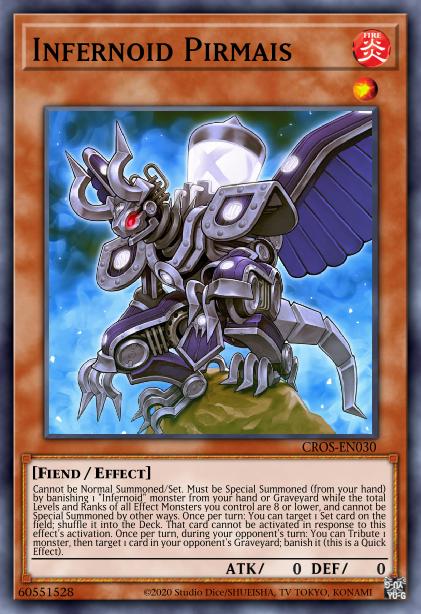 INFERNOID PIRMAIS
FIRE
炎
CROS-EN030
[FIEND / EFFECT]
Cannot be Normal Summoned/Set. Must be Special Summoned (from your hand)
by banishing 1 "Infernoid" monster from your hand or Graveyard while the total
Levels and Ranks of all Effect Monsters you control are 8 or lower, and cannot be
Special Summoned by other ways. Once per turn: You can target 1 Set card on the
field; shuffle it into the Deck. That card cannot be activated in response to this
effect's activation. Once per turn, during your opponent's turn: You can Tribute 1
monster, then target 1 card in your opponent's Graveyard; banish it (this is a Quick
Effect).
ATK/ 0 DEF/ 0
60551528 ©2020 Studio Dice/SHUEISHA, TV TOKYO, KONAMI